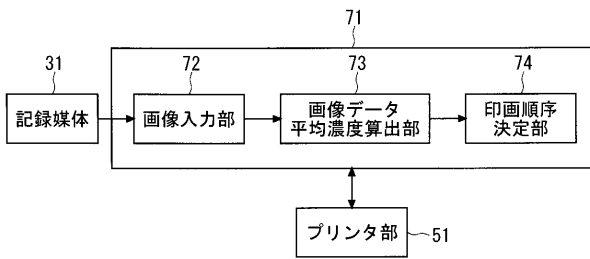 71
31
72
73
74
記録媒体
画像入力部
画像データ
平均濃度算出部
印画順序
決定部
プリンタ部
51